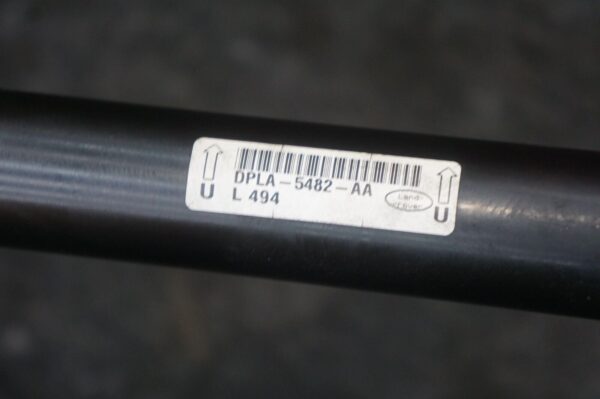 DPLA-5482-AA
L 494
Land-
Rover
U
U